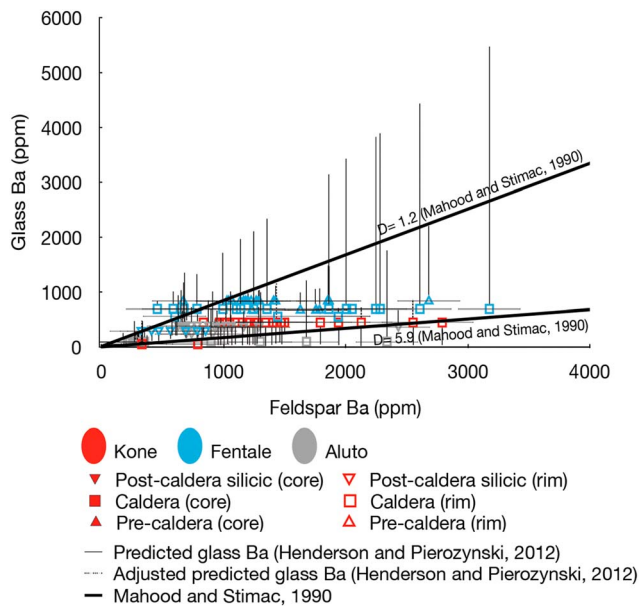 6000
5000
4000
3000
2000
1000
0
Glass Ba (ppm)
D= 1.2 (Mahood and Stimac, 1990)
D= 5.9 (Mahood and Stimac, 1990)
0 1000 2000 3000 4000
Feldspar Ba (ppm)
Kone Fentale Aluto
Post-caldera silicic (core) Post-caldera silicic (rim)
Caldera (core) Caldera (rim)
Pre-caldera (core) Pre-caldera (rim)
Predicted glass Ba (Henderson and Pierozynski, 2012)
Adjusted predicted glass Ba (Henderson and Pierozynski, 2012)
Mahood and Stimac, 1990